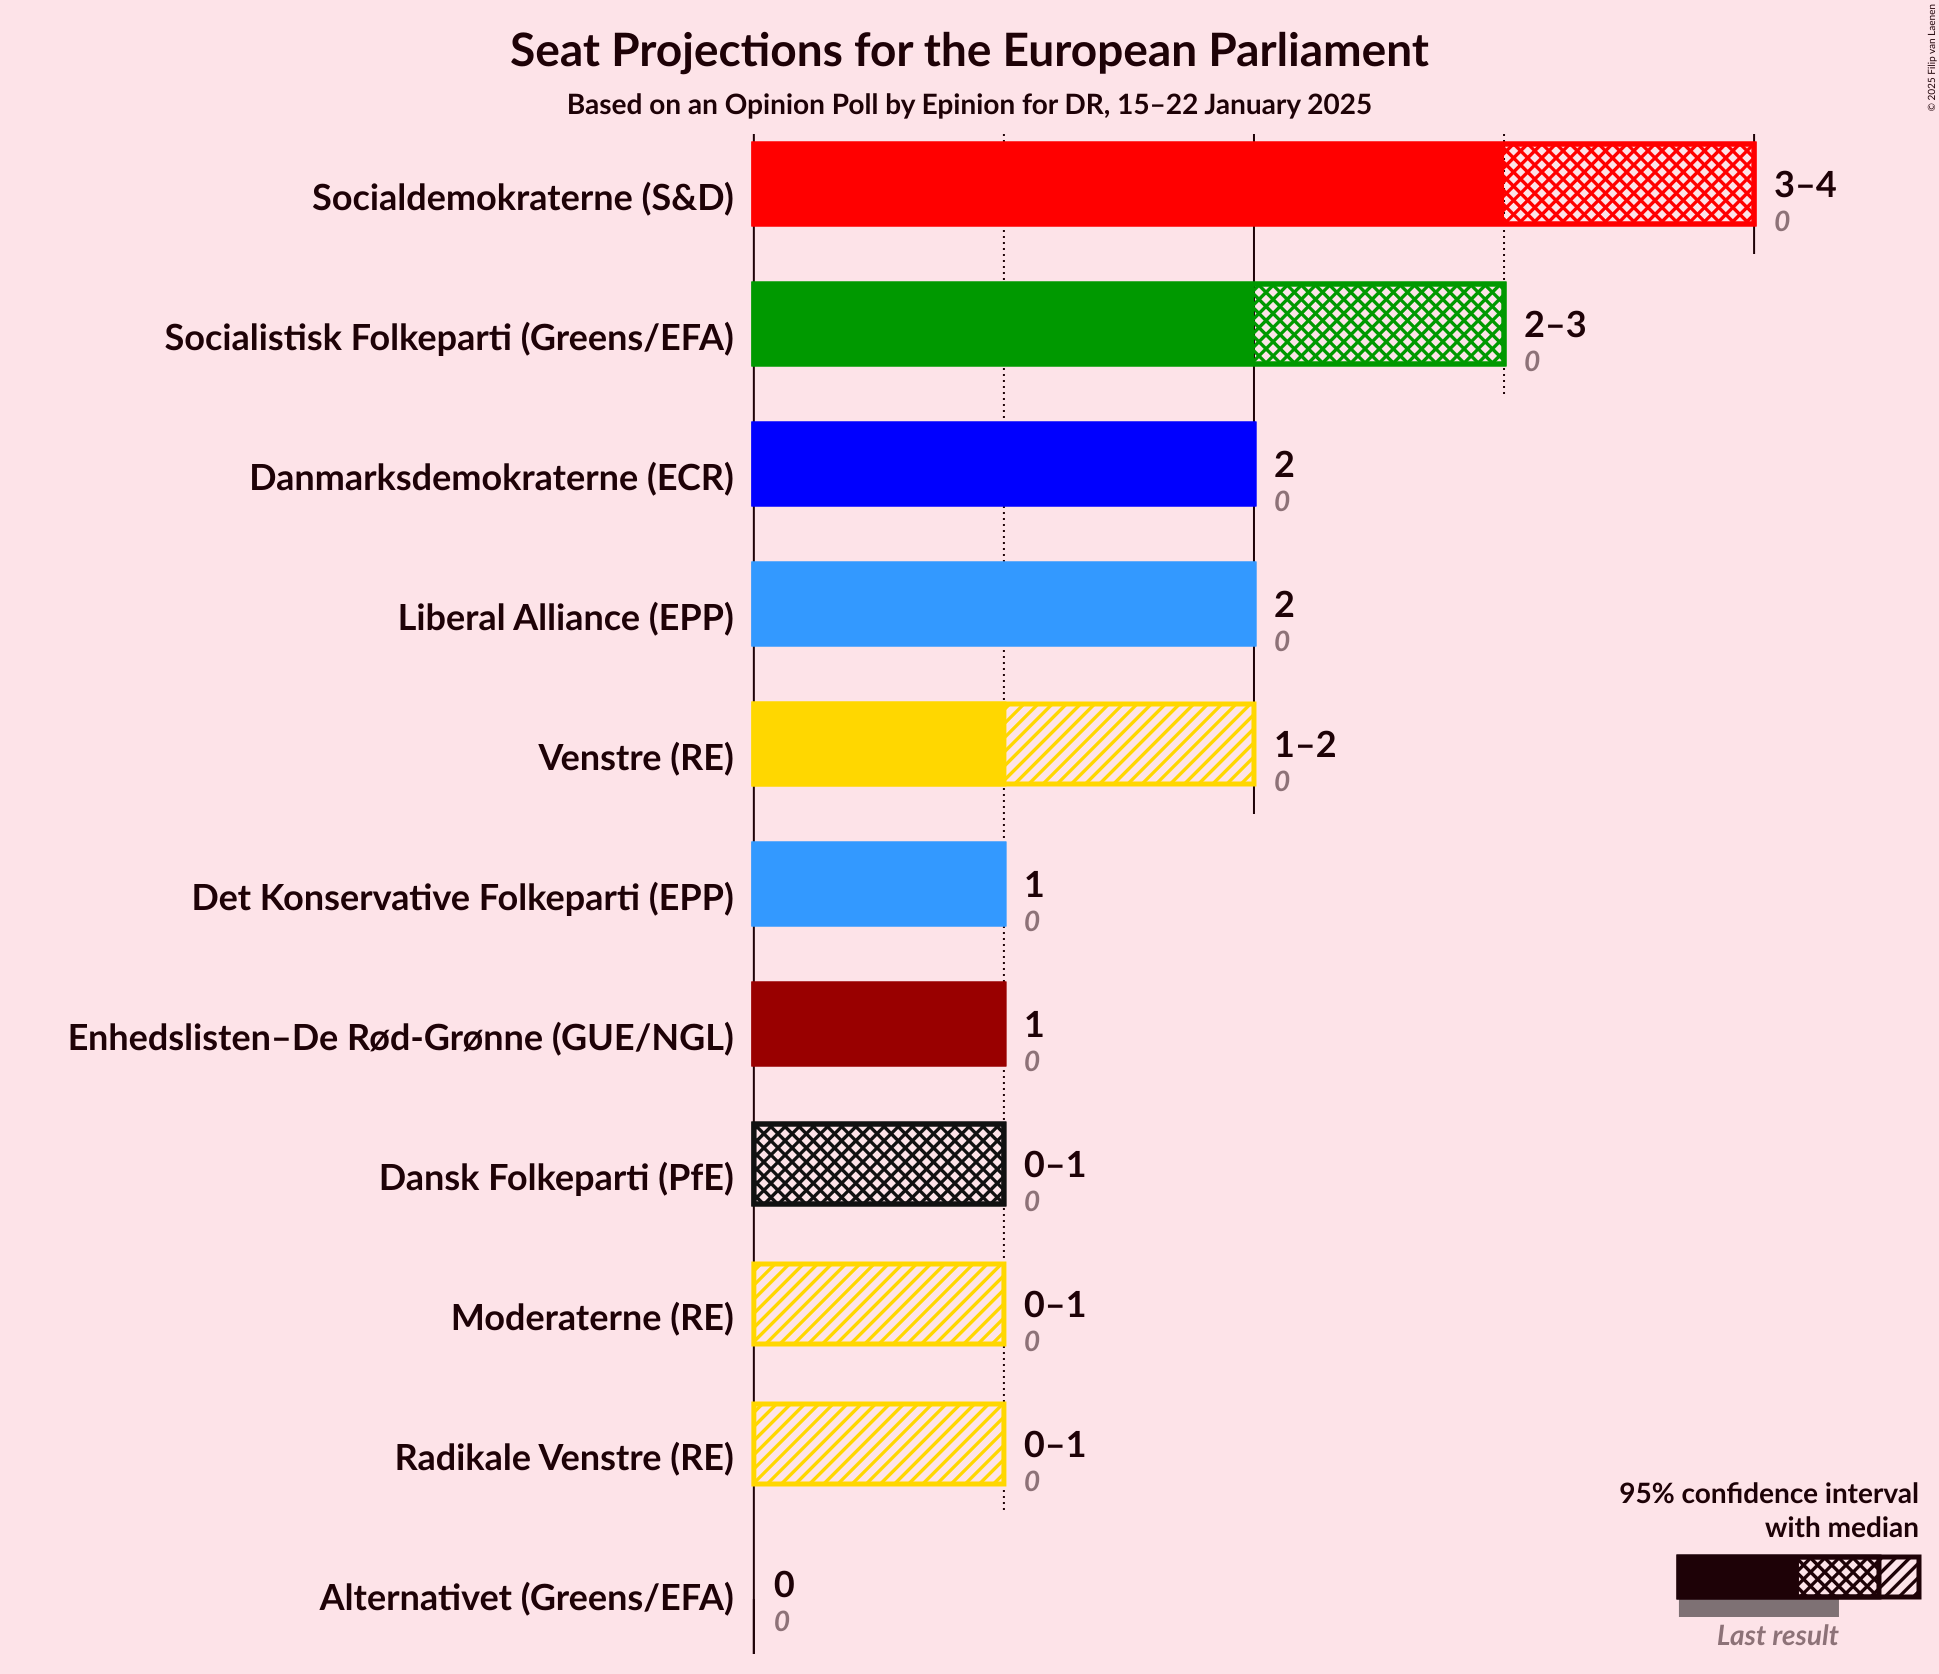 Seat Projections for the European Parliament
Based on an Opinion Poll by Epinion for DR, 15–22 January 2025
© 2025 Filip van Laenen
Socialdemokraterne (S&D)
3–4
0
Socialistisk Folkeparti (Greens/EFA)
2–3
0
Danmarksdemokraterne (ECR)
2
0
Liberal Alliance (EPP)
2
0
Venstre (RE)
1–2
0
Det Konservative Folkeparti (EPP)
1
0
Enhedslisten–De Rød-Grønne (GUE/NGL)
1
0
Dansk Folkeparti (PfE)
0–1
0
Moderaterne (RE)
0–1
0
Radikale Venstre (RE)
0–1
0
Alternativet (Greens/EFA)
0
0
95% confidence interval
with median
Last result